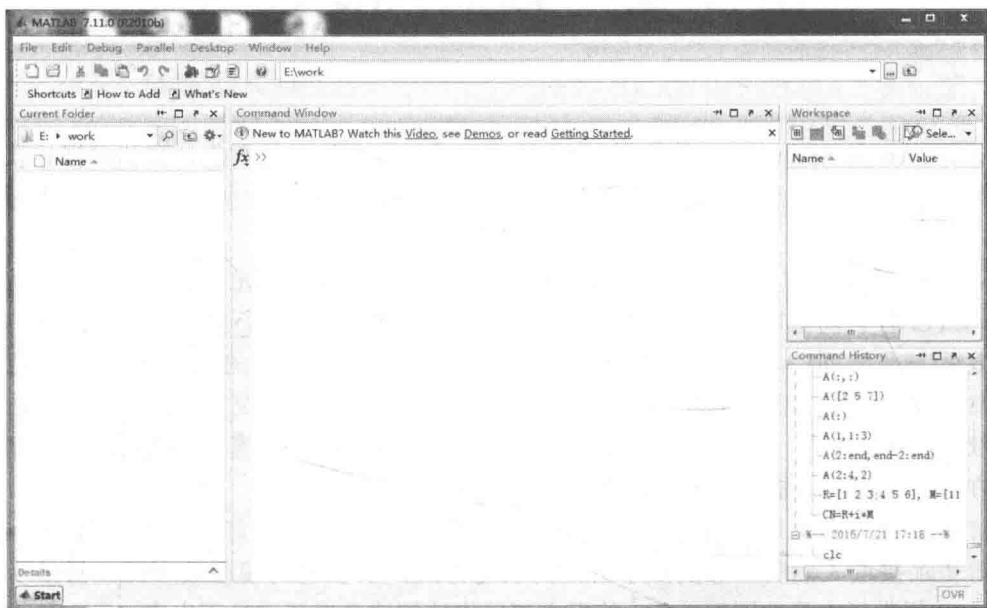 MATLAB 7.11.0 (R2010b)
File Edit Debug Parallel Desktop Window Help
E:\work
Shortcuts How to Add What's New
Current Folder
E: work
Name
Details
Command Window
New to MATLAB? Watch this Video, see Demos, or read Getting Started.
fx >>
Workspace
Sele...
Name Value
Command History
A(:,:)
A([2 5 7])
A(:)
A(1,1:3)
A(2:end,end-2:end)
A(2:4,2)
R=[1 2 3;4 5 6], M=[11
CN=R+i*M
%-- 2016/7/21 17:18 --%
clc
Start
OVR